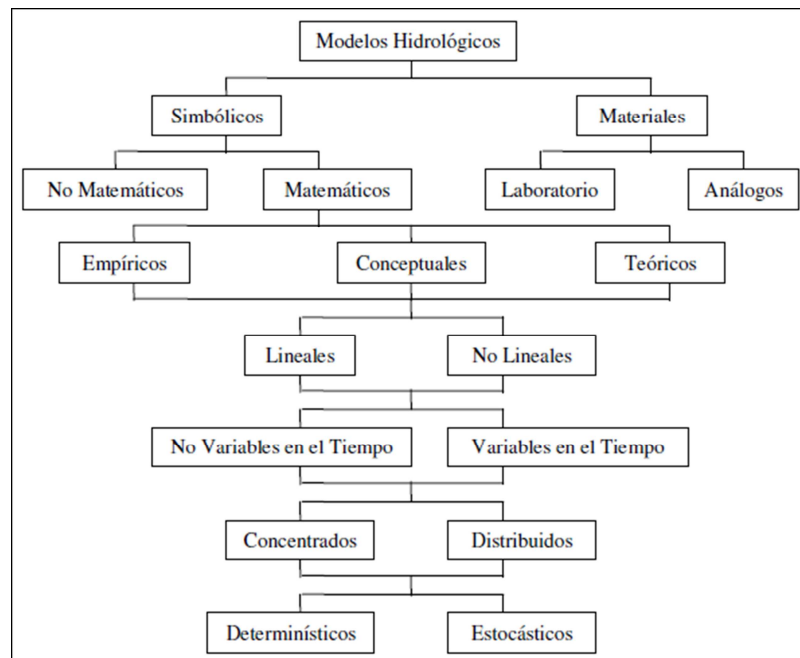 Modelos Hidrológicos
Simbólicos
Materiales
No Matemáticos
Matemáticos
Laboratorio
Análogos
Empíricos
Conceptuales
Teóricos
Lineales
No Lineales
No Variables en el Tiempo
Variables en el Tiempo
Concentrados
Distribuidos
Determinísticos
Estocásticos